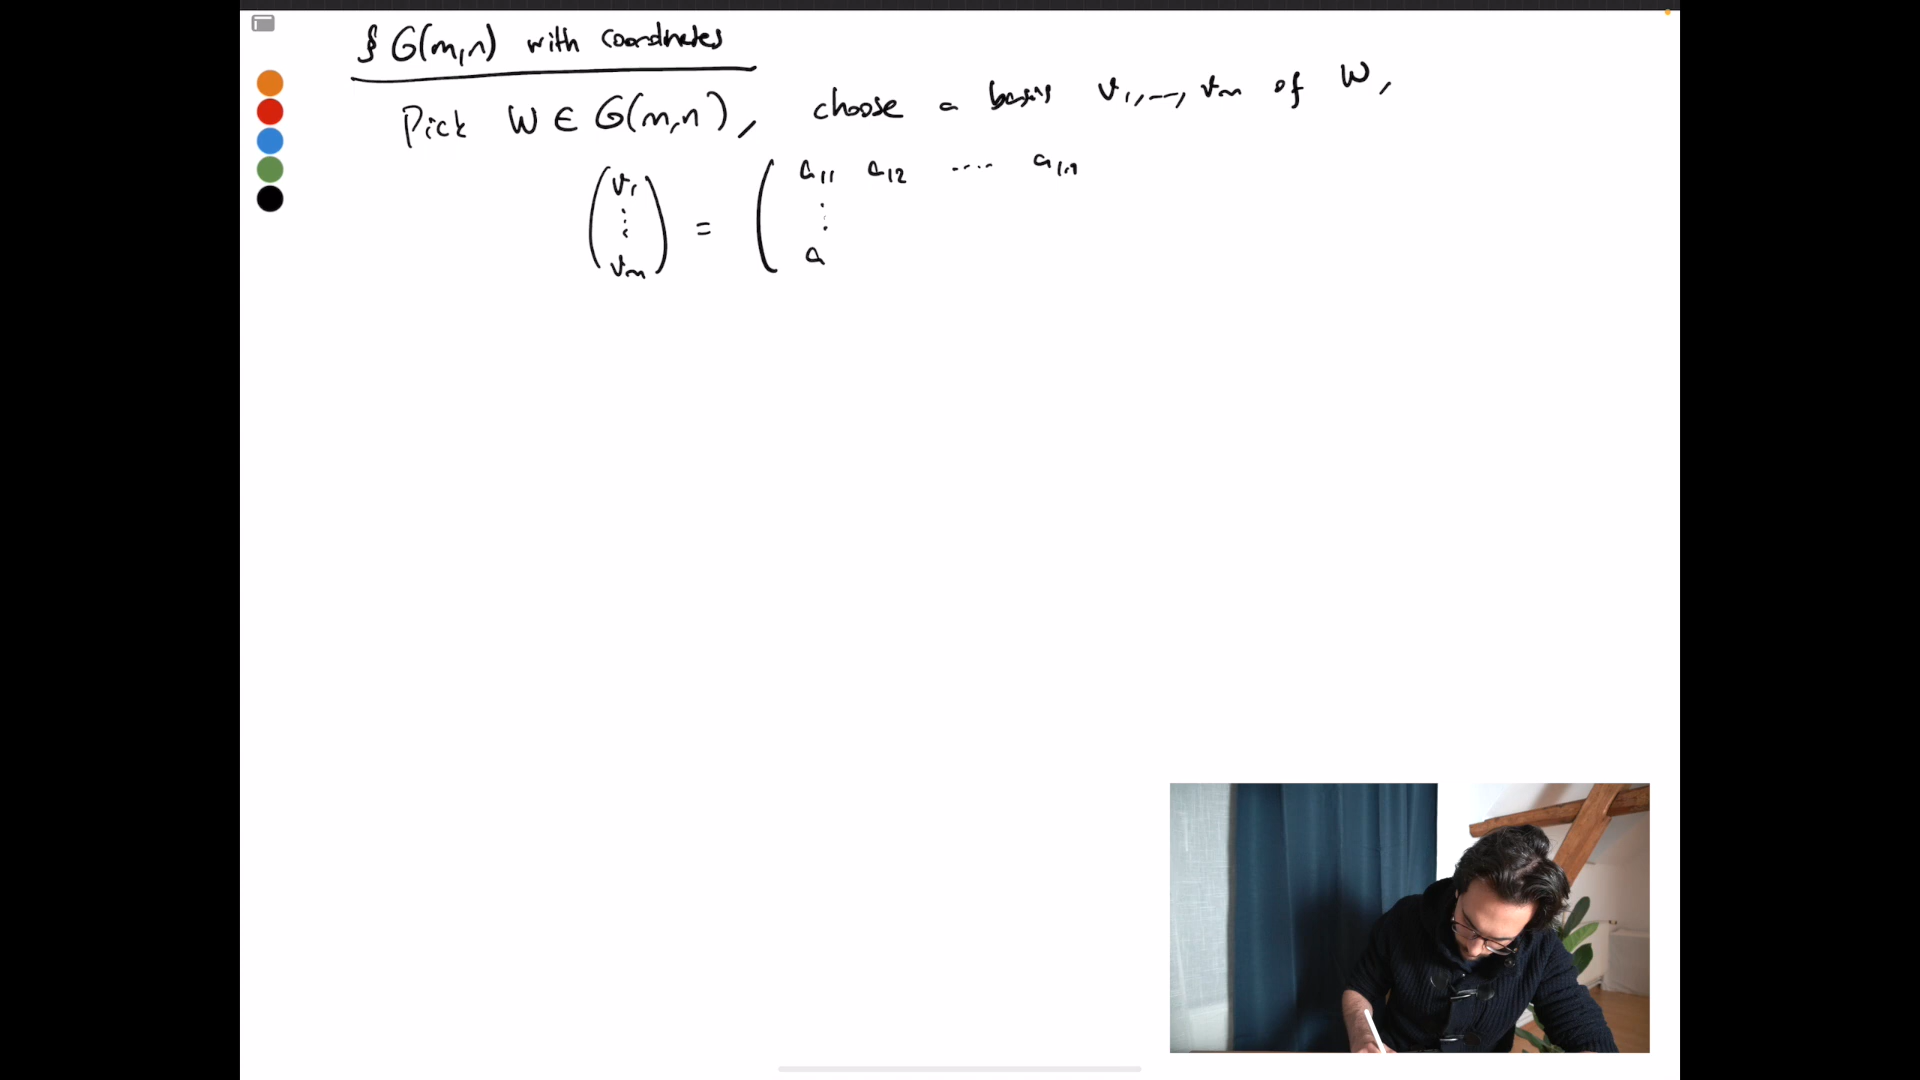 § G(m,n) with coordinates
Pick W ∈ G(m,n), choose a basis v₁,...,vₘ of W,
(v₁ ⋮ vₘ) = ( a₁₁ a₁₂ .... a₁ₙ
⋮
a